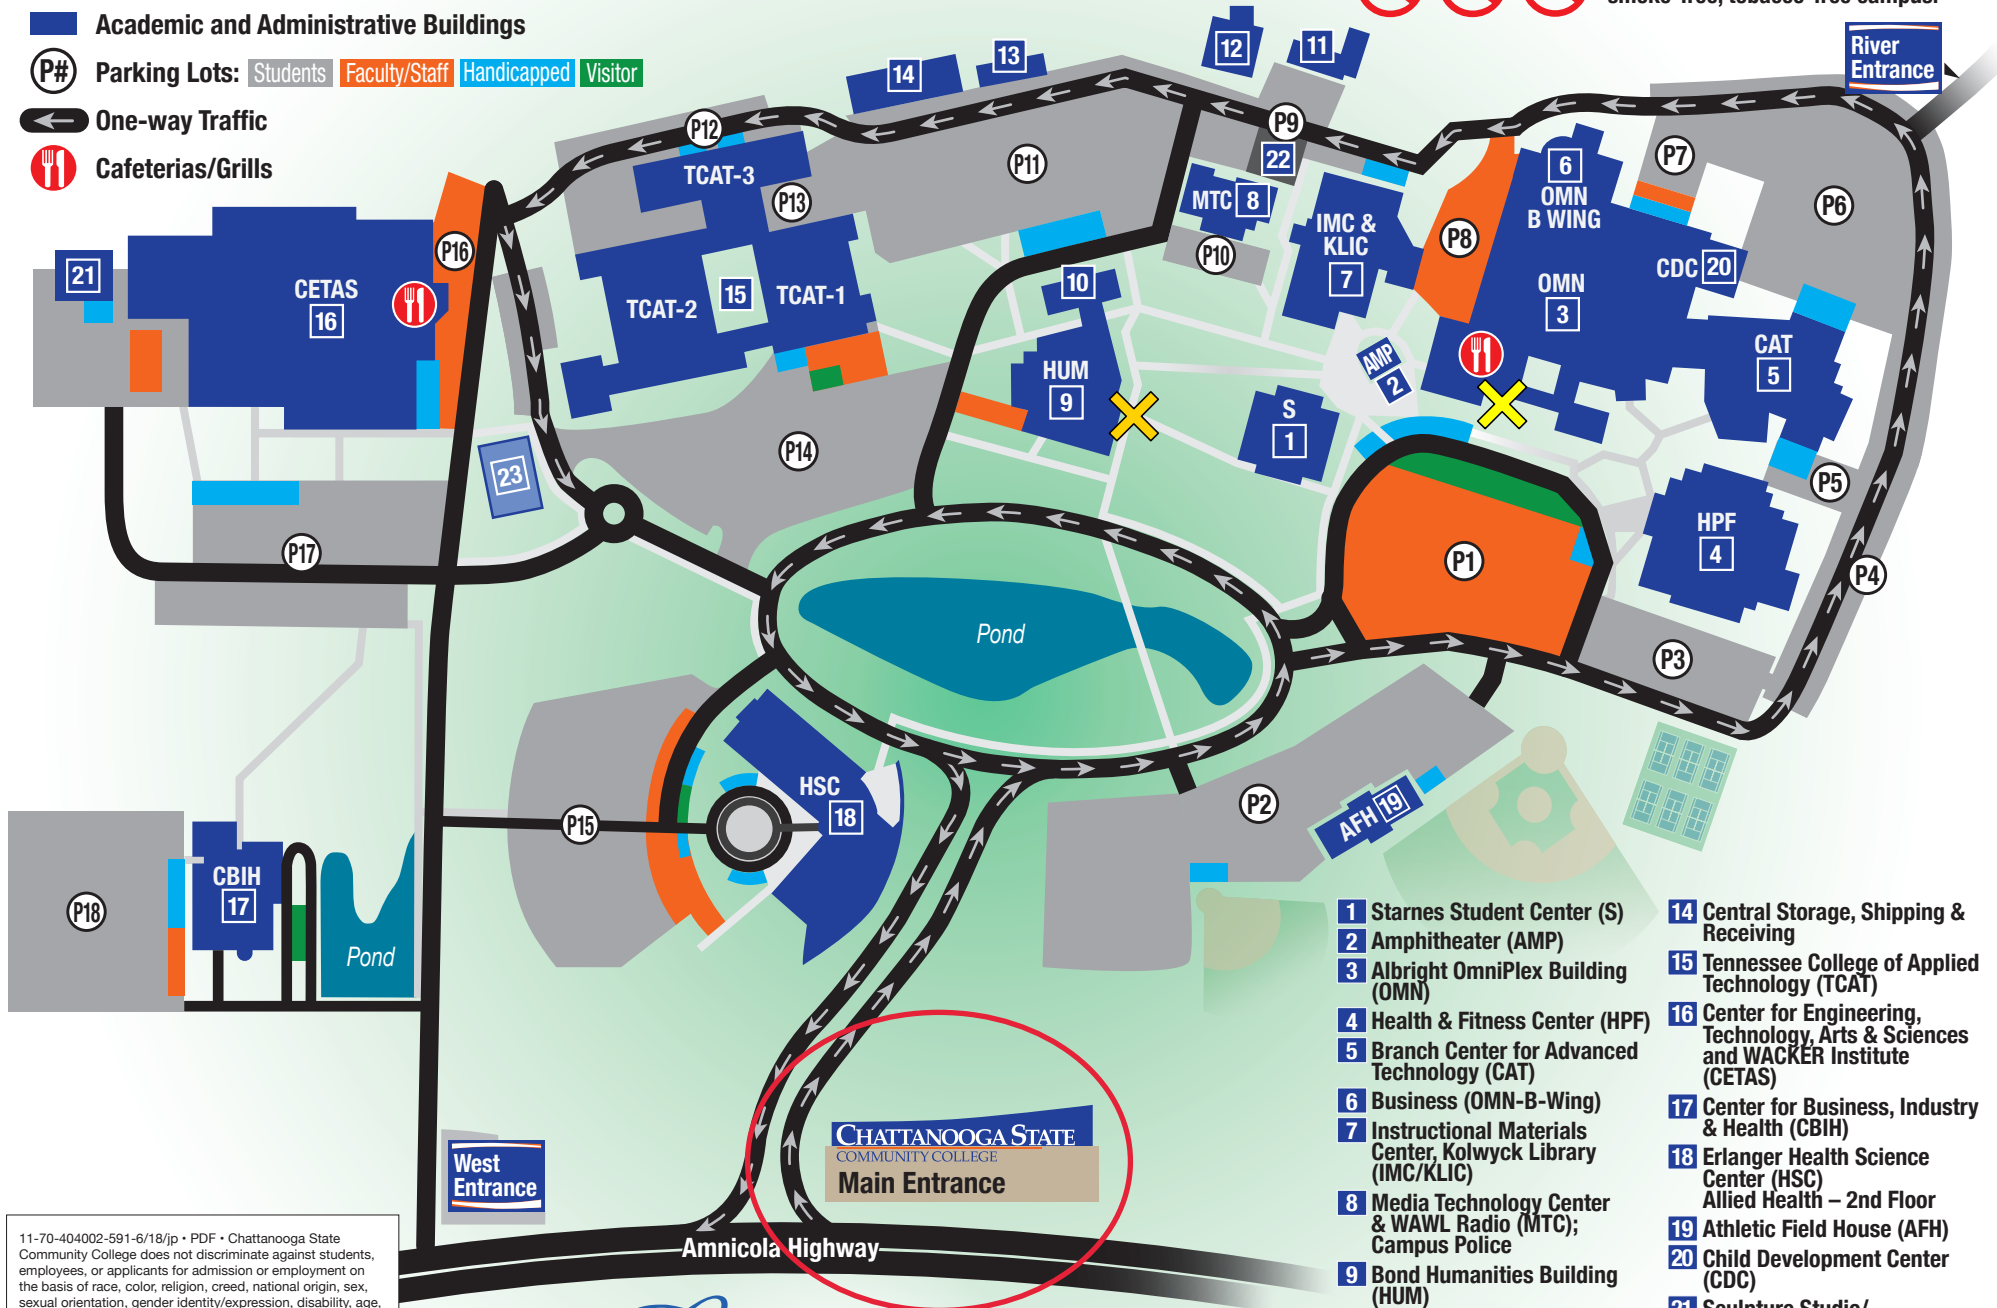 smoke-free, tobacco-free campus.
Academic and Administrative Buildings
P# Parking Lots: Students Faculty/Staff Handicapped Visitor
One-way Traffic
Cafeterias/Grills
River
Entrance
12
11
13
14
P12
P9
22
P11
TCAT-3
P13
MTC 8
P10
IMC &
KLIC
7
P8
6
OMN
B WING
P7
P6
CDC 20
OMN
3
CAT
5
P16
21
CETAS
16
TCAT-2
15
TCAT-1
10
HUM
9
AMP
2
S
1
P14
23
P5
HPF
4
P17
P1
P4
Pond
P3
HSC
18
P15
P2
AFH 19
CBIH
17
P18
Pond
CHATTANOOGA STATE
COMMUNITY COLLEGE
Main Entrance
West
Entrance
Amnicola Highway
11-70-404002-591-6/18/jp • PDF • Chattanooga State
Community College does not discriminate against students,
employees, or applicants for admission or employment on
the basis of race, color, religion, creed, national origin, sex,
sexual orientation, gender identity/expression, disability, age,
1 Starnes Student Center (S)
2 Amphitheater (AMP)
3 Albright OmniPlex Building
(OMN)
4 Health & Fitness Center (HPF)
5 Branch Center for Advanced
Technology (CAT)
6 Business (OMN-B-Wing)
7 Instructional Materials
Center, Kolwyck Library
(IMC/KLIC)
8 Media Technology Center
& WAWL Radio (MTC);
Campus Police
9 Bond Humanities Building
(HUM)
14 Central Storage, Shipping &
Receiving
15 Tennessee College of Applied
Technology (TCAT)
16 Center for Engineering,
Technology, Arts & Sciences
and WACKER Institute
(CETAS)
17 Center for Business, Industry
& Health (CBIH)
18 Erlanger Health Science
Center (HSC)
Allied Health – 2nd Floor
19 Athletic Field House (AFH)
20 Child Development Center
(CDC)
21 Sculpture Studio/